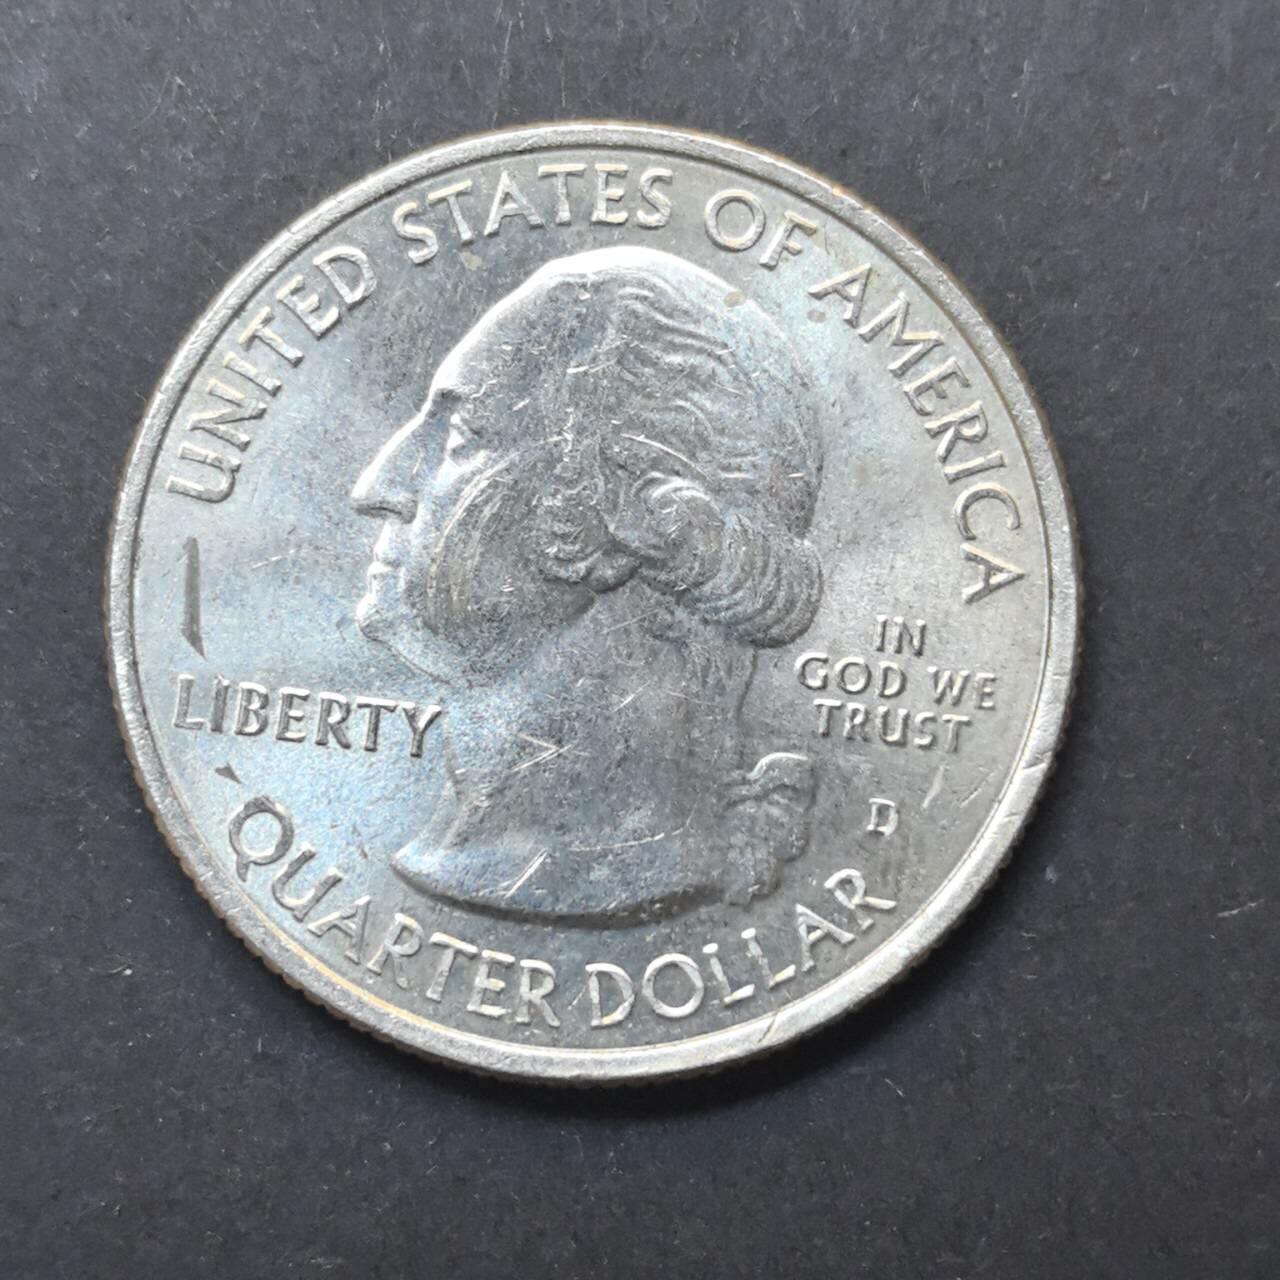 UNITED STATES OF AMERICA
LIBERTY
IN
GOD WE
TRUST
D
QUARTER DOLLAR